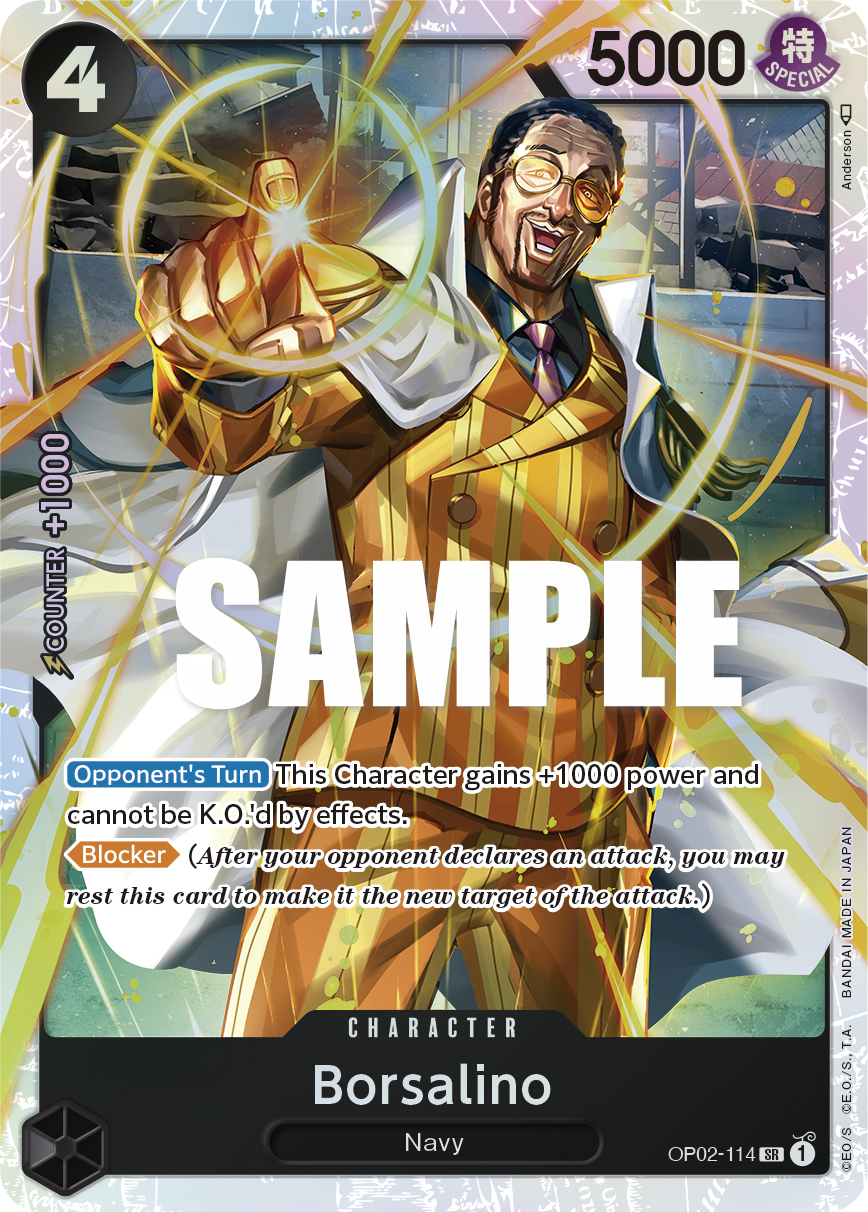 4
5000
特
SPECIAL
Anderson
COUNTER +1000
SAMPLE
Opponent's Turn This Character gains +1000 power and
cannot be K.O.'d by effects.
Blocker (After your opponent declares an attack, you may
rest this card to make it the new target of the attack.)
CHARACTER
Borsalino
Navy
OP02-114 SR 1
©EO/S ©E.O./S., T.A. BANDAI MADE IN JAPAN